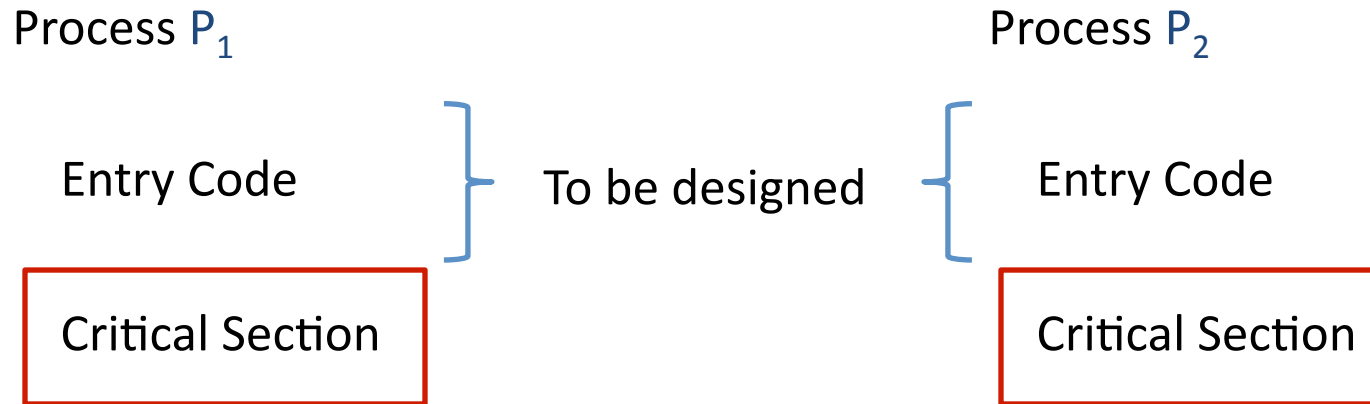 Process P₁
Process P₂
Entry Code
To be designed
Entry Code
Critical Section
Critical Section